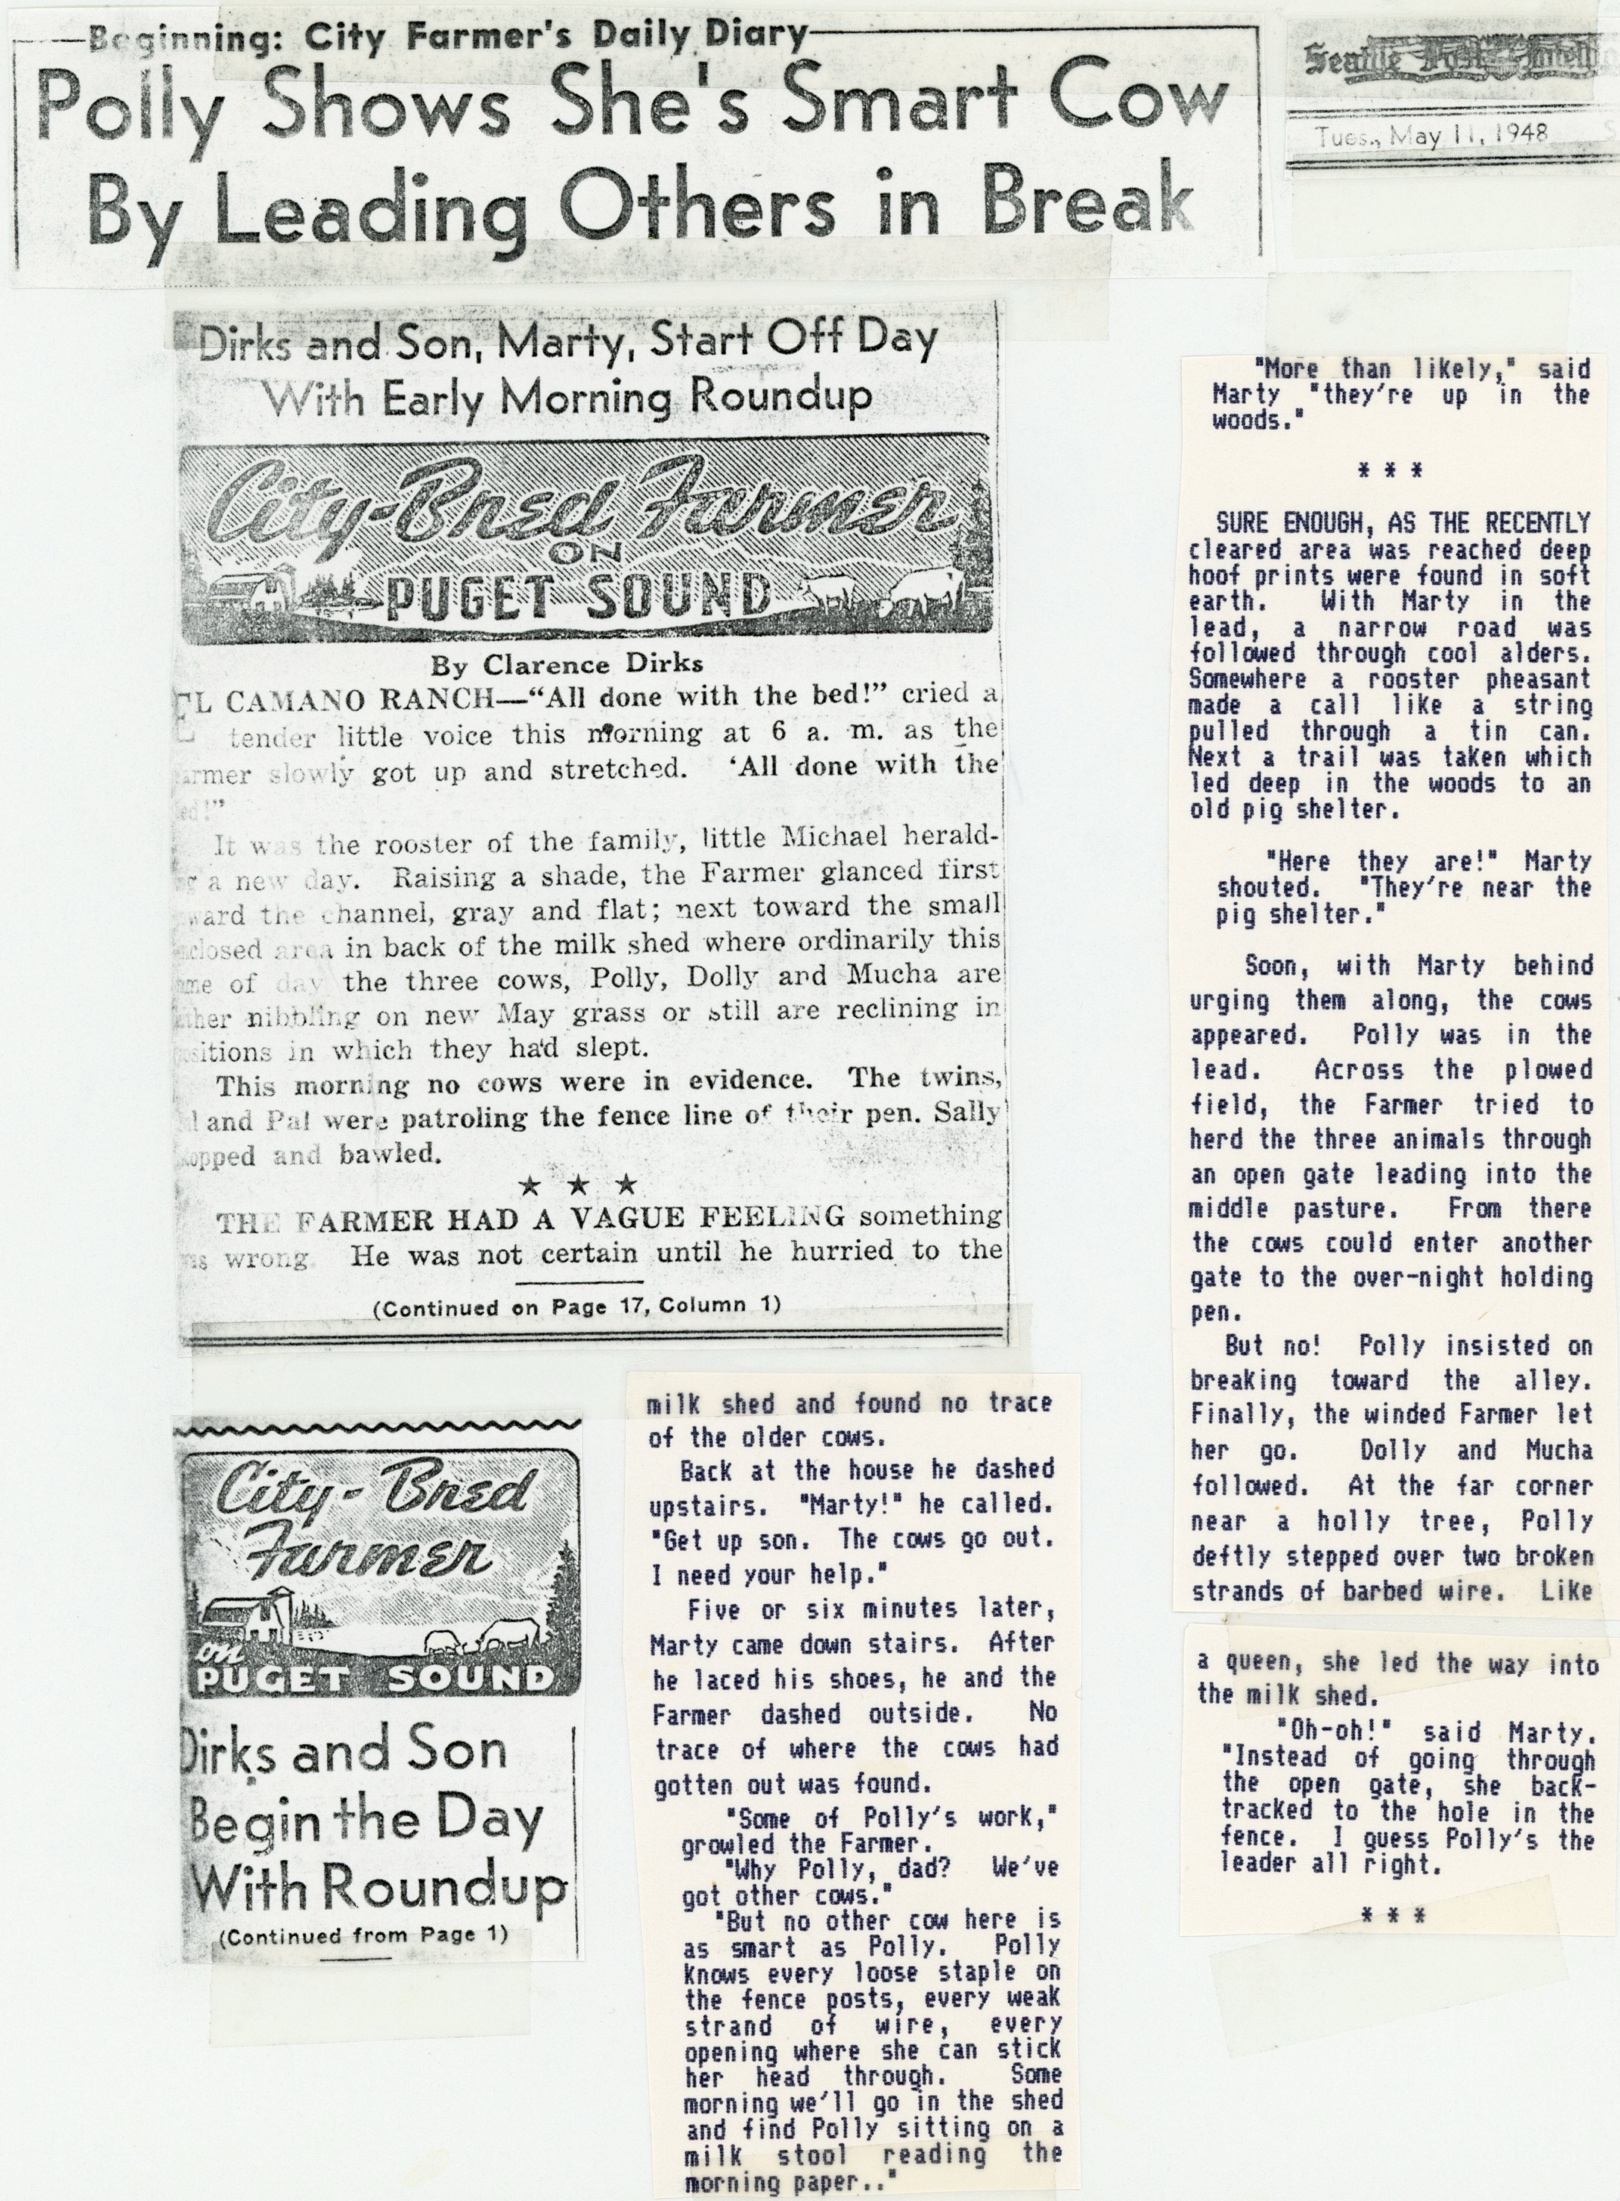 Beginning: City Farmer's Daily Diary
Polly Shows She's Smart Cow
By Leading Others in Break
Seattle
Tues., May 11, 1948
Dirks and Son, Marty, Start Off Day
With Early Morning Roundup
City-Bred Farmer
ON
PUGET SOUND
By Clarence Dirks
EL CAMANO RANCH—“All done with the bed!” cried a
tender little voice this morning at 6 a. m. as the
armer slowly got up and stretched. ‘All done with the
ed!”
It was the rooster of the family, little Michael herald-
g a new day. Raising a shade, the Farmer glanced first
ward the channel, gray and flat; next toward the small
closed area in back of the milk shed where ordinarily this
me of day the three cows, Polly, Dolly and Mucha are
ther nibbling on new May grass or still are reclining in
sitions in which they had slept.
This morning no cows were in evidence. The twins,
l and Pal were patroling the fence line of their pen. Sally
opped and bawled.
★ ★ ★
THE FARMER HAD A VAGUE FEELING something
as wrong. He was not certain until he hurried to the
(Continued on Page 17, Column 1)
City-Bred
Farmer
on
PUGET SOUND
Dirks and Son
Begin the Day
With Roundup
(Continued from Page 1)
milk shed and found no trace
of the older cows.
Back at the house he dashed
upstairs. "Marty!" he called.
"Get up son. The cows go out.
I need your help."
Five or six minutes later,
Marty came down stairs. After
he laced his shoes, he and the
Farmer dashed outside. No
trace of where the cows had
gotten out was found.
"Some of Polly's work,"
growled the Farmer.
"Why Polly, dad? We've
got other cows."
"But no other cow here is
as smart as Polly. Polly
knows every loose staple on
the fence posts, every weak
strand of wire, every
opening where she can stick
her head through. Some
morning we'll go in the shed
and find Polly sitting on a
milk stool reading the
morning paper.."
"More than likely," said
Marty "they're up in the
woods."
* * *
SURE ENOUGH, AS THE RECENTLY
cleared area was reached deep
hoof prints were found in soft
earth. With Marty in the
lead, a narrow road was
followed through cool alders.
Somewhere a rooster pheasant
made a call like a string
pulled through a tin can.
Next a trail was taken which
led deep in the woods to an
old pig shelter.
"Here they are!" Marty
shouted. "They're near the
pig shelter."
Soon, with Marty behind
urging them along, the cows
appeared. Polly was in the
lead. Across the plowed
field, the Farmer tried to
herd the three animals through
an open gate leading into the
middle pasture. From there
the cows could enter another
gate to the over-night holding
pen.
But no! Polly insisted on
breaking toward the alley.
Finally, the winded Farmer let
her go. Dolly and Mucha
followed. At the far corner
near a holly tree, Polly
deftly stepped over two broken
strands of barbed wire. Like
a queen, she led the way into
the milk shed.
"Oh-oh!" said Marty.
"Instead of going through
the open gate, she back-
tracked to the hole in the
fence. I guess Polly's the
leader all right.
* * *